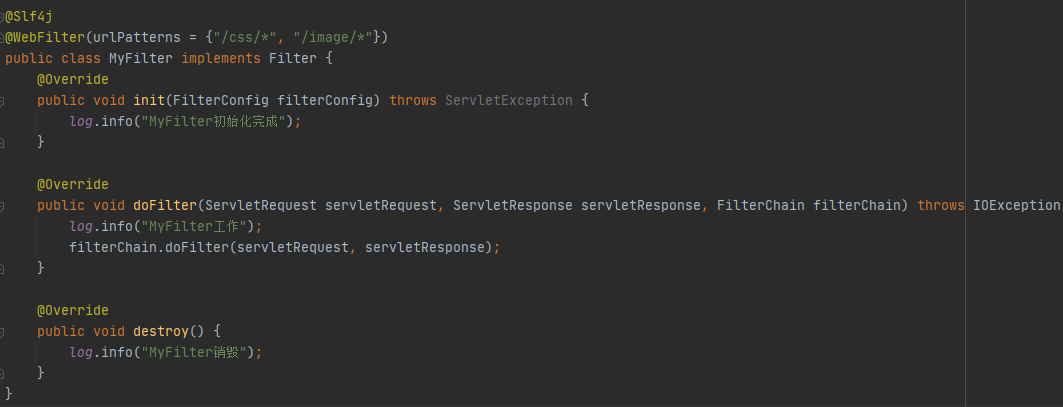 @Slf4j
@WebFilter(urlPatterns = {"/css/*", "/image/*"})
public class MyFilter implements Filter {
    @Override
    public void init(FilterConfig filterConfig) throws ServletException {
        log.info("MyFilter初始化完成");
    }

    @Override
    public void doFilter(ServletRequest servletRequest, ServletResponse servletResponse, FilterChain filterChain) throws IOException
        log.info("MyFilter工作");
        filterChain.doFilter(servletRequest, servletResponse);
    }

    @Override
    public void destroy() {
        log.info("MyFilter销毁");
    }
}